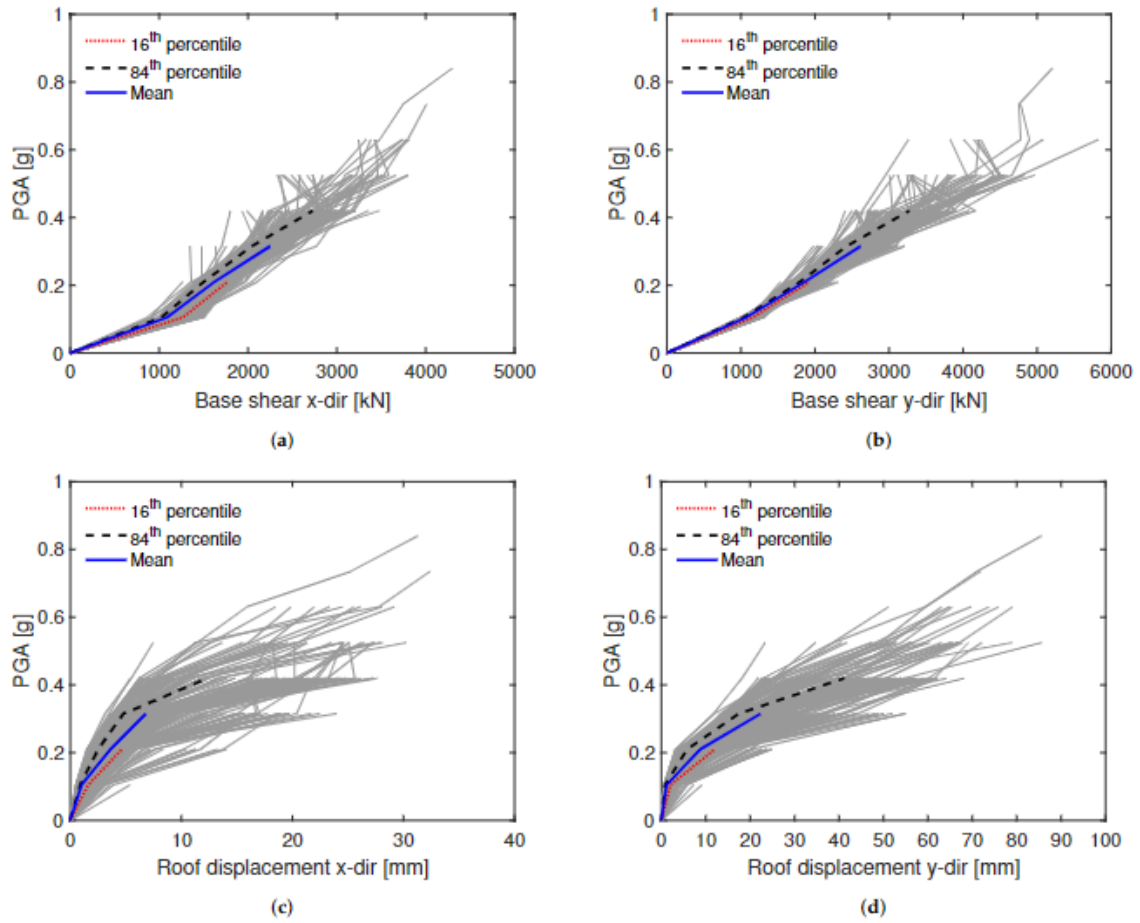 1
16th percentile
84th percentile
Mean
0.8
0.6
0.4
0.2
0
PGA [g]
0 1000 2000 3000 4000 5000
Base shear x-dir [kN]
(a)
1
16th percentile
84th percentile
Mean
0.8
0.6
0.4
0.2
0
PGA [g]
0 1000 2000 3000 4000 5000 6000
Base shear y-dir [kN]
(b)
1
16th percentile
84th percentile
Mean
0.8
0.6
0.4
0.2
0
PGA [g]
0 10 20 30 40
Roof displacement x-dir [mm]
(c)
1
16th percentile
84th percentile
Mean
0.8
0.6
0.4
0.2
0
PGA [g]
0 10 20 30 40 50 60 70 80 90 100
Roof displacement y-dir [mm]
(d)